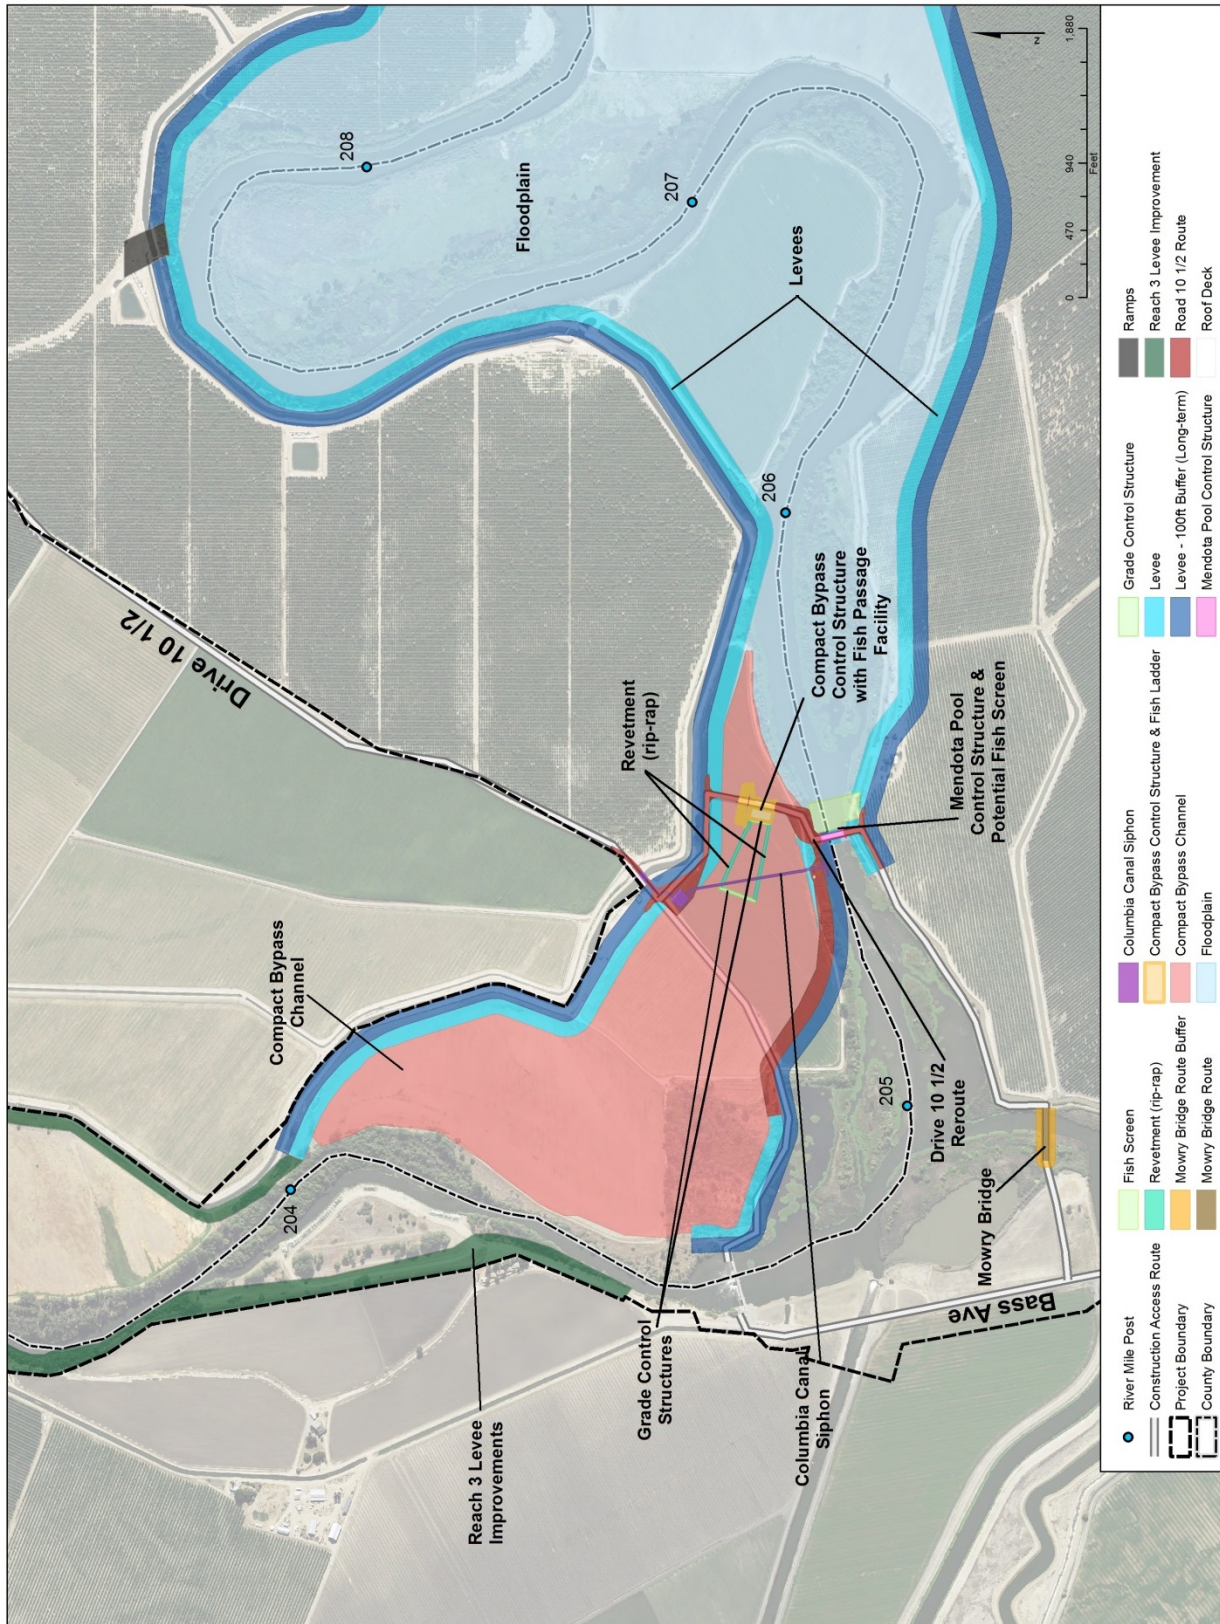 Drive 10 1/2
208
Floodplain
207
Levees
206
Compact Bypass
Control Structure
with Fish Passage
Facility
Revetment
(rip-rap)
Mendota Pool
Control Structure &
Potential Fish Screen
Compact Bypass
Channel
204
205
Drive 10 1/2
Reroute
Mowry Bridge
Bass Ave
Reach 3 Levee
Improvements
Grade Control
Structures
Columbia Canal
Siphon
N
0 470 940 1,880
Feet
River Mile Post
Construction Access Route
Project Boundary
County Boundary
Fish Screen
Revetment (rip-rap)
Mowry Bridge Route Buffer
Mowry Bridge Route
Columbia Canal Siphon
Compact Bypass Control Structure & Fish Ladder
Compact Bypass Channel
Floodplain
Grade Control Structure
Levee
Levee - 100ft Buffer (Long-term)
Mendota Pool Control Structure
Ramps
Reach 3 Levee Improvement
Road 10 1/2 Route
Roof Deck